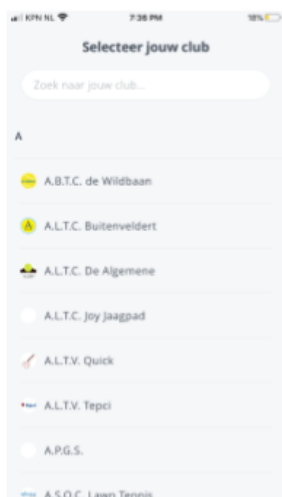 KPN NL
7:38 PM
18%
Selecteer jouw club
Zoek naar jouw club...
A
A.B.T.C. de Wildbaan
A.L.T.C. Buitenveldert
A.L.T.C. De Algemene
A.L.T.C. Joy Jaagpad
A.L.T.V. Quick
A.L.T.V. Tepci
A.P.G.S.
A.S.O.C. Lawn Tennis